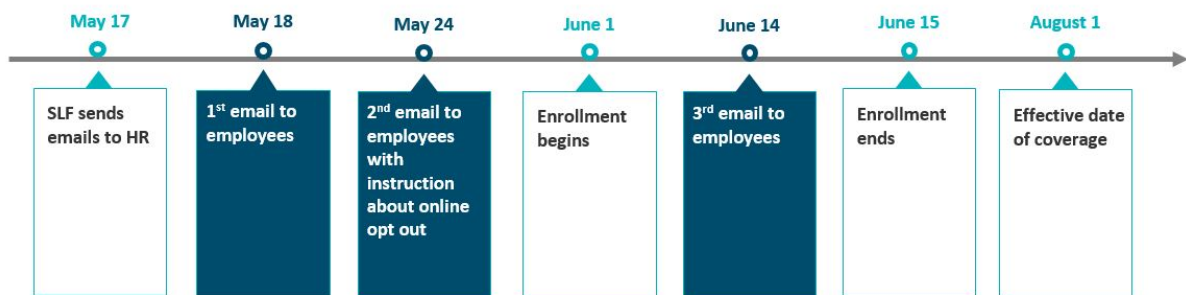 May 17
May 18
May 24
June 1
June 14
June 15
August 1
SLF sends
emails to HR
1st email to
employees
2nd email to
employees
with
instruction
about online
opt out
Enrollment
begins
3rd email to
employees
Enrollment
ends
Effective date
of coverage